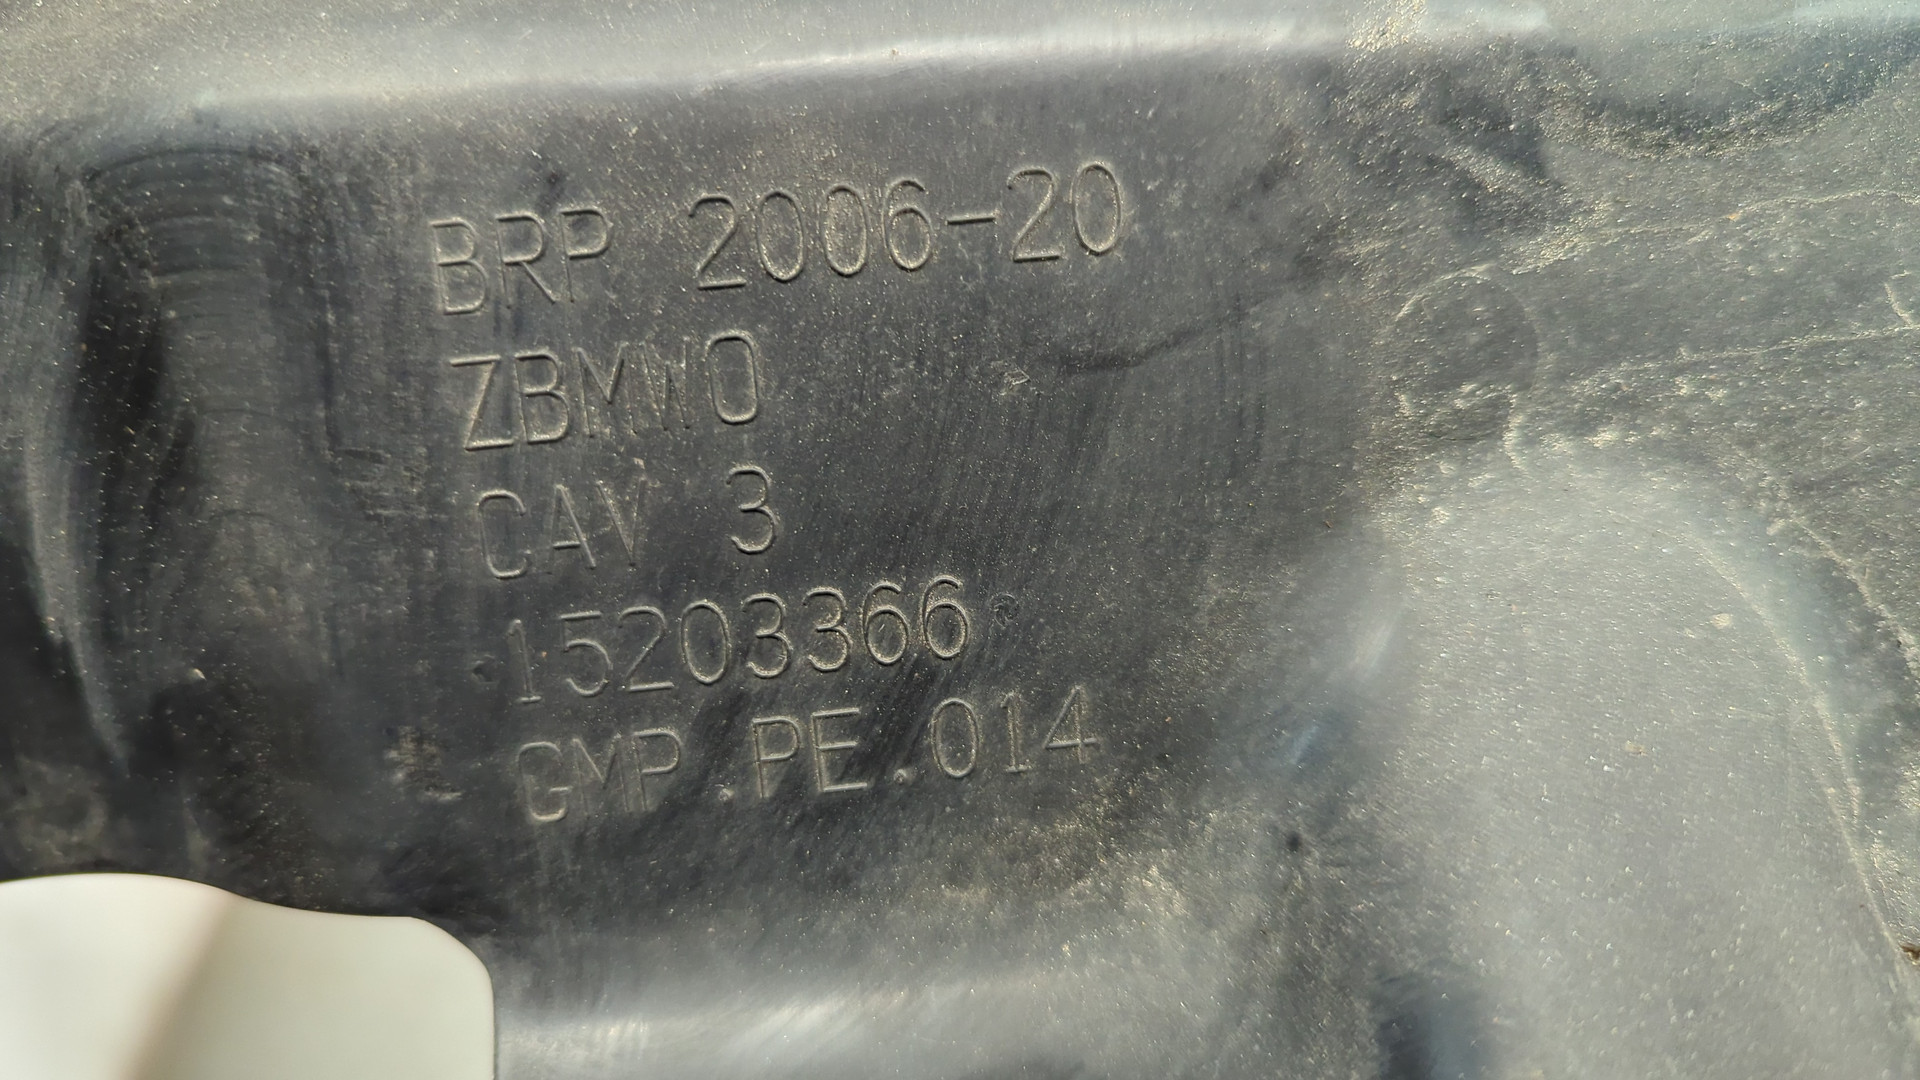 BRP 2006-20
ZBMW0
CAV 3
15203366
GMP.PE.014